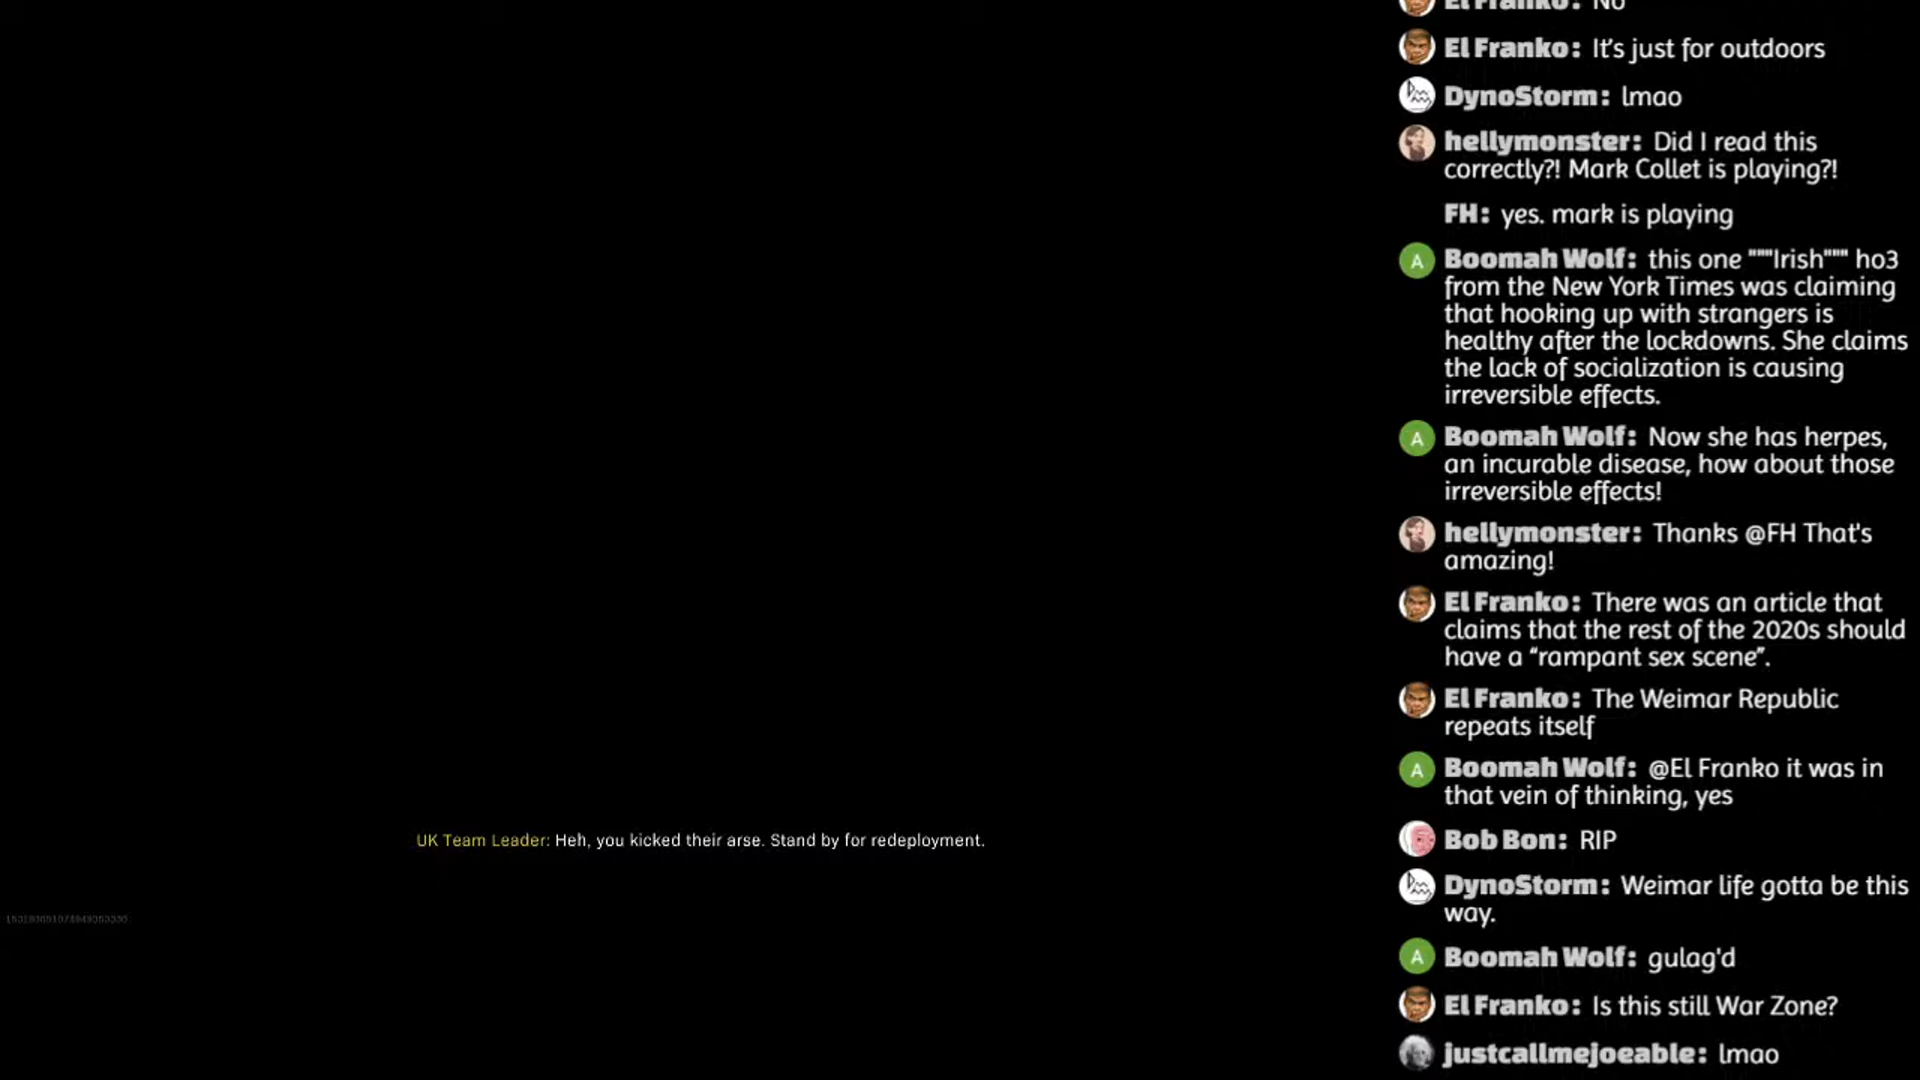 El Franko: No
El Franko: It's just for outdoors
DynoStorm: lmao
hellymonster: Did I read this
correctly?! Mark Collet is playing?!
FH: yes. mark is playing
Boomah Wolf: this one """Irish""" ho3
from the New York Times was claiming
that hooking up with strangers is
healthy after the lockdowns. She claims
the lack of socialization is causing
irreversible effects.
Boomah Wolf: Now she has herpes,
an incurable disease, how about those
irreversible effects!
hellymonster: Thanks @FH That's
amazing!
El Franko: There was an article that
claims that the rest of the 2020s should
have a “rampant sex scene”.
El Franko: The Weimar Republic
repeats itself
Boomah Wolf: @El Franko it was in
that vein of thinking, yes
Bob Bon: RIP
DynoStorm: Weimar life gotta be this
way.
Boomah Wolf: gulag'd
El Franko: Is this still War Zone?
justcallmejoeable: lmao
UK Team Leader: Heh, you kicked their arse. Stand by for redeployment.